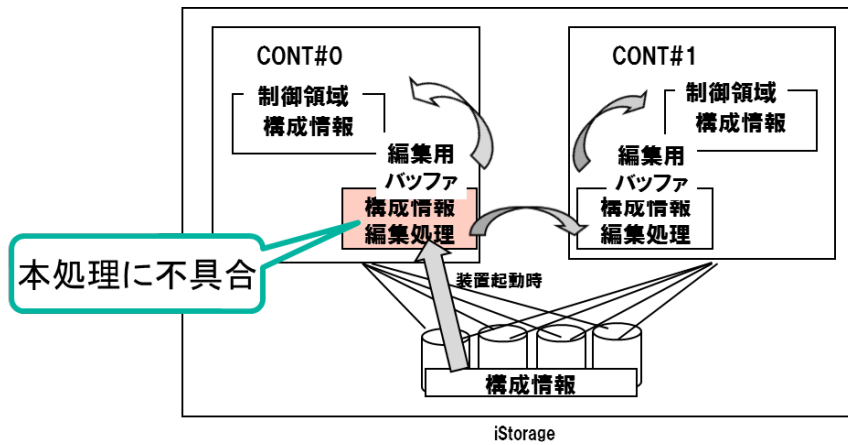 CONT#0
制御領域
構成情報
編集用
バッファ
構成情報
編集処理
本処理に不具合
CONT#1
制御領域
構成情報
編集用
バッファ
構成情報
編集処理
装置起動時
構成情報
iStorage